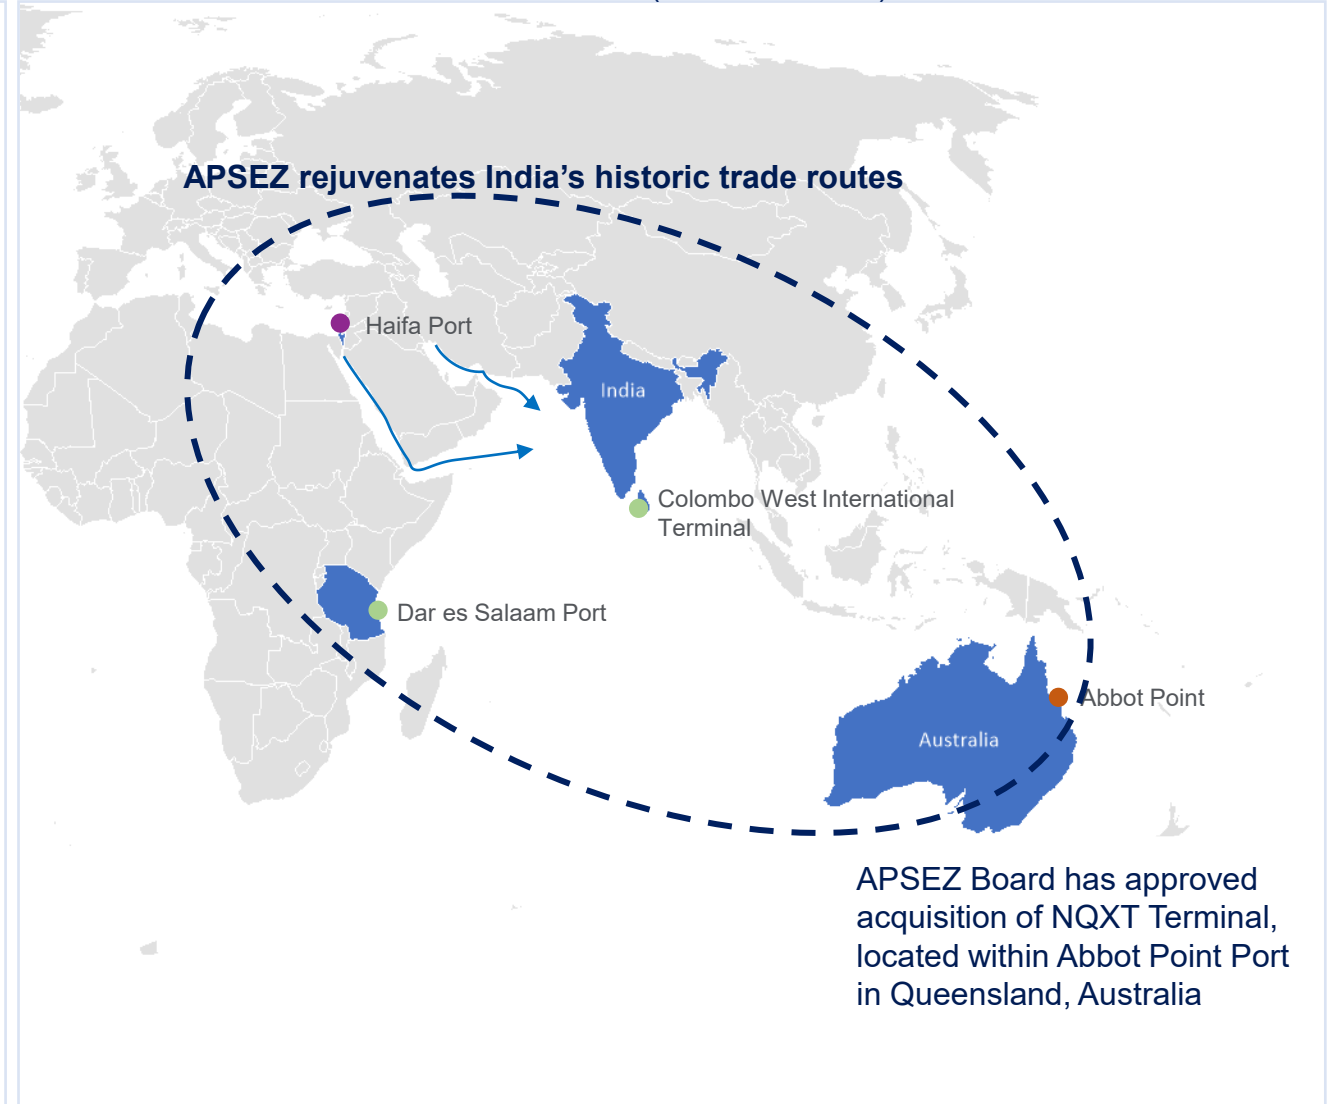 APSEZ rejuvenates India’s historic trade routes
Haifa Port
India
Colombo West International
Terminal
Dar es Salaam Port
Abbot Point
Australia
APSEZ Board has approved
acquisition of NQXT Terminal,
located within Abbot Point Port
in Queensland, Australia